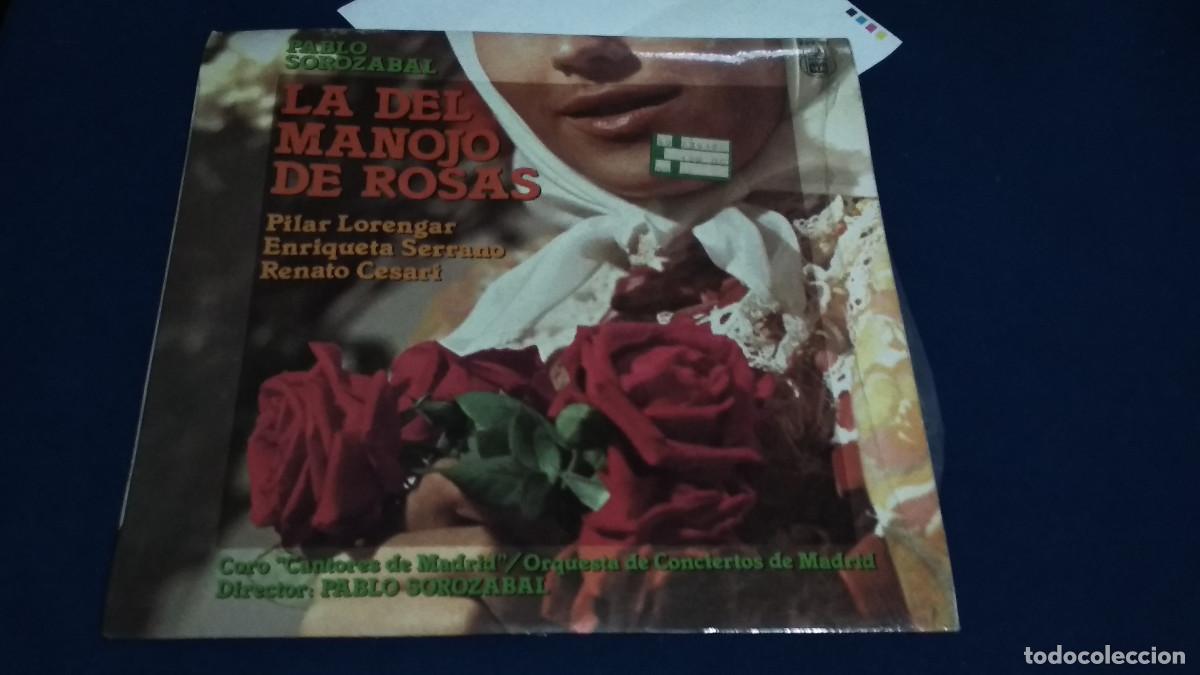 PABLO
SOROZABAL
LA DEL
MANOJO
DE ROSAS
Pilar Lorengar
Enriqueta Serrano
Renato Cesari
Coro "Cantores de Madrid"/Orquesta de Conciertos de Madrid
Director: PABLO SOROZABAL
todocoleccion